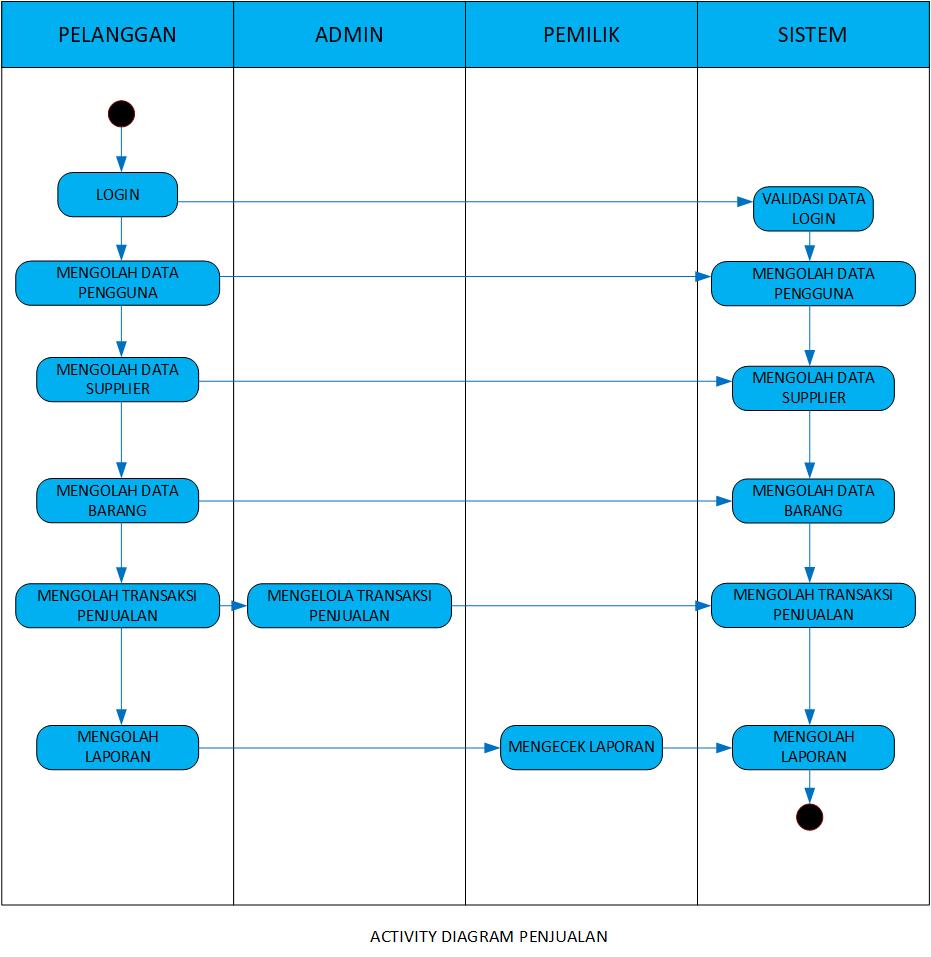 PELANGGAN
ADMIN
PEMILIK
SISTEM
LOGIN
VALIDASI DATA
LOGIN
MENGOLAH DATA
PENGGUNA
MENGOLAH DATA
PENGGUNA
MENGOLAH DATA
SUPPLIER
MENGOLAH DATA
SUPPLIER
MENGOLAH DATA
BARANG
MENGOLAH DATA
BARANG
MENGOLAH TRANSAKSI
PENJUALAN
MENGELOLA TRANSAKSI
PENJUALAN
MENGOLAH TRANSAKSI
PENJUALAN
MENGOLAH
LAPORAN
MENGECEK LAPORAN
MENGOLAH
LAPORAN
ACTIVITY DIAGRAM PENJUALAN